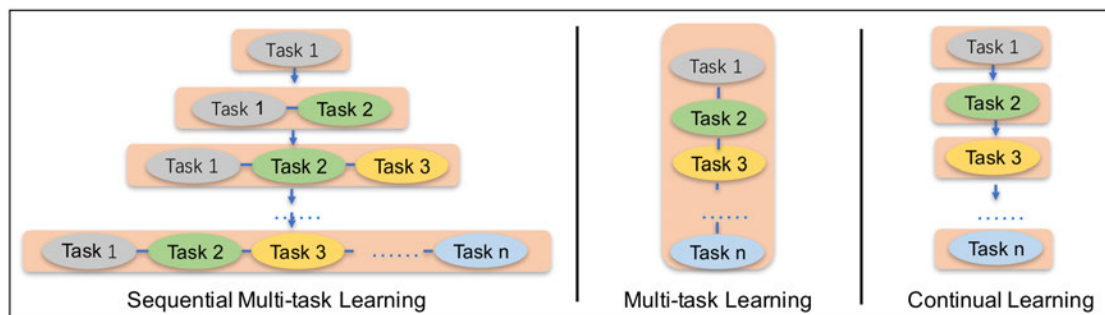 Task 1
Task 1 Task 2
Task 1 Task 2 Task 3
......
Task 1 Task 2 Task 3 ...... Task n
Sequential Multi-task Learning
Task 1
Task 2
Task 3
......
Task n
Multi-task Learning
Task 1
Task 2
Task 3
......
Task n
Continual Learning